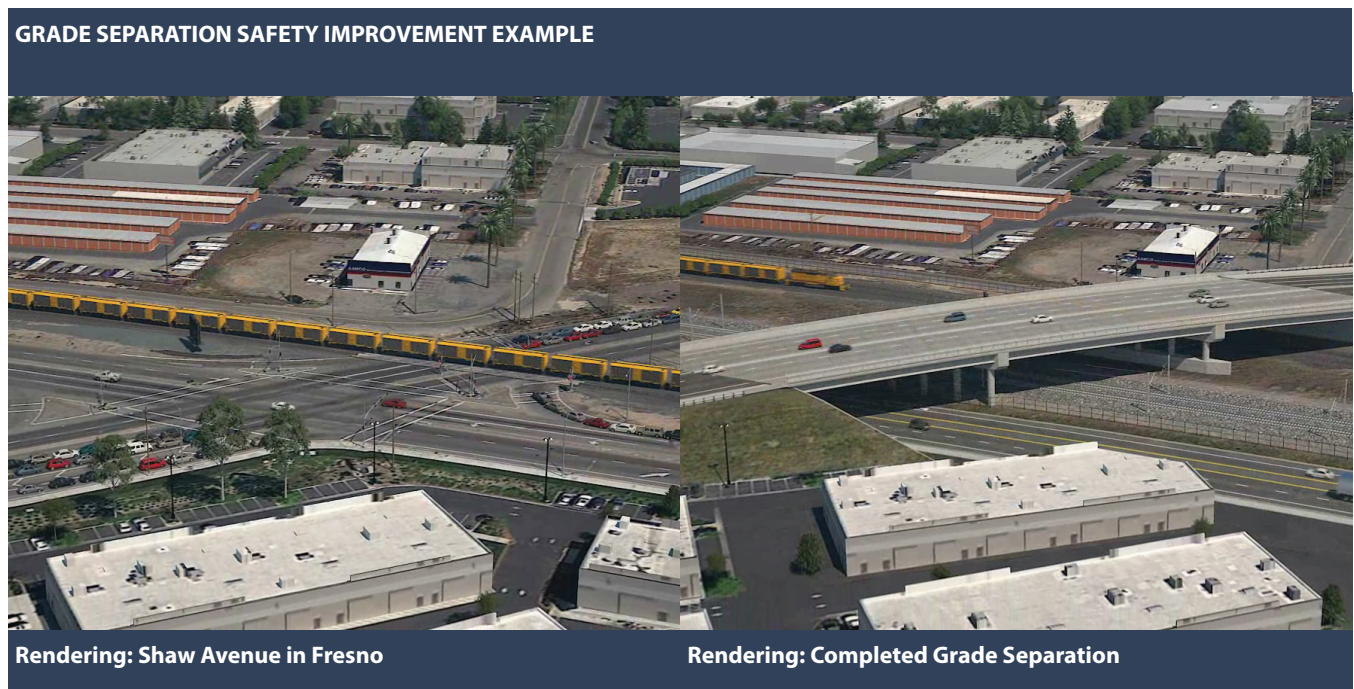 GRADE SEPARATION SAFETY IMPROVEMENT EXAMPLE
Rendering: Shaw Avenue in Fresno
Rendering: Completed Grade Separation